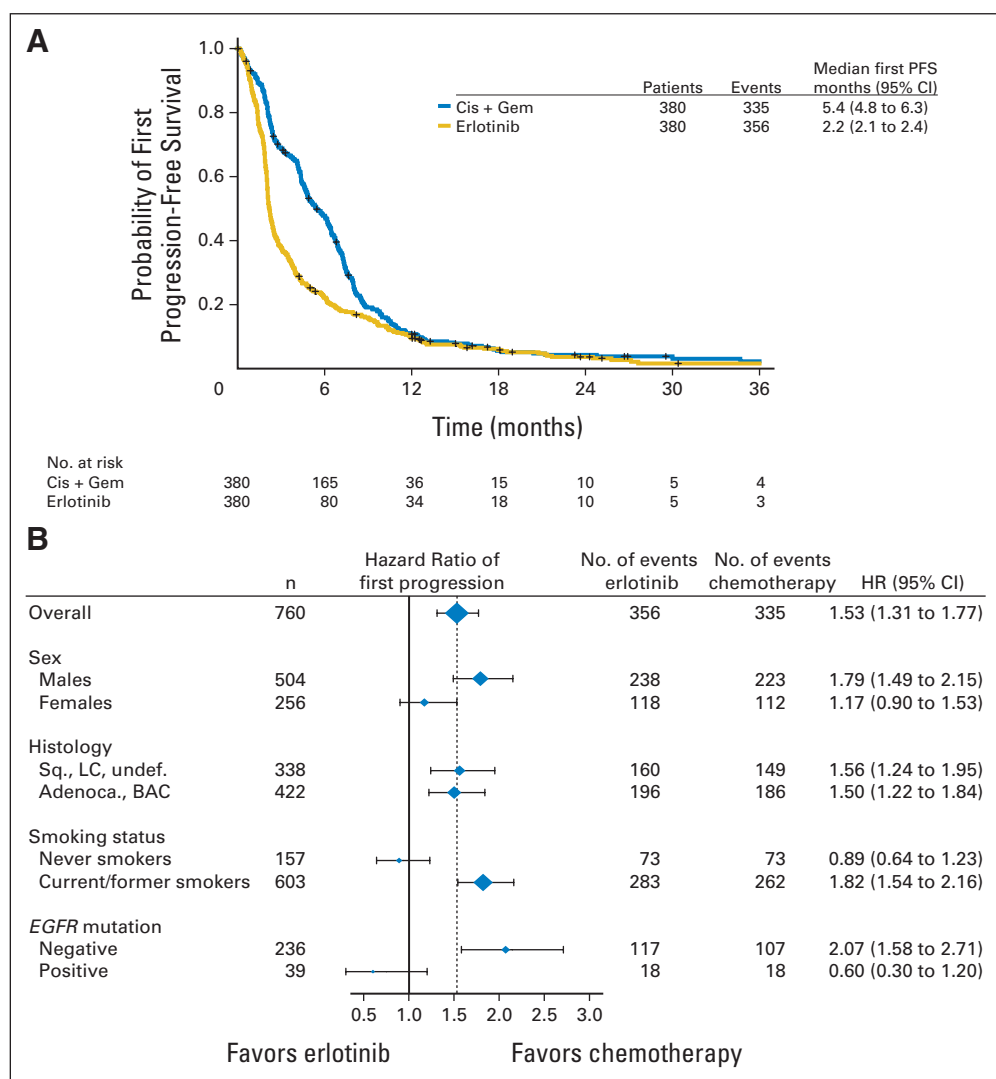 A
Probability of First
Progression-Free Survival
1.0
0.8
0.6
0.4
0.2
0 6 12 18 24 30 36
Time (months)
Median first PFS
Patients Events months (95% CI)
Cis + Gem 380 335 5.4 (4.8 to 6.3)
Erlotinib 380 356 2.2 (2.1 to 2.4)
No. at risk
Cis + Gem 380 165 36 15 10 5 4
Erlotinib 380 80 34 18 10 5 3
B
Hazard Ratio of No. of events No. of events
n first progression erlotinib chemotherapy HR (95% CI)
Overall 760 356 335 1.53 (1.31 to 1.77)
Sex
Males 504 238 223 1.79 (1.49 to 2.15)
Females 256 118 112 1.17 (0.90 to 1.53)
Histology
Sq., LC, undef. 338 160 149 1.56 (1.24 to 1.95)
Adenoca., BAC 422 196 186 1.50 (1.22 to 1.84)
Smoking status
Never smokers 157 73 73 0.89 (0.64 to 1.23)
Current/former smokers 603 283 262 1.82 (1.54 to 2.16)
EGFR mutation
Negative 236 117 107 2.07 (1.58 to 2.71)
Positive 39 18 18 0.60 (0.30 to 1.20)
0.5 1.0 1.5 2.0 2.5 3.0
Favors erlotinib Favors chemotherapy